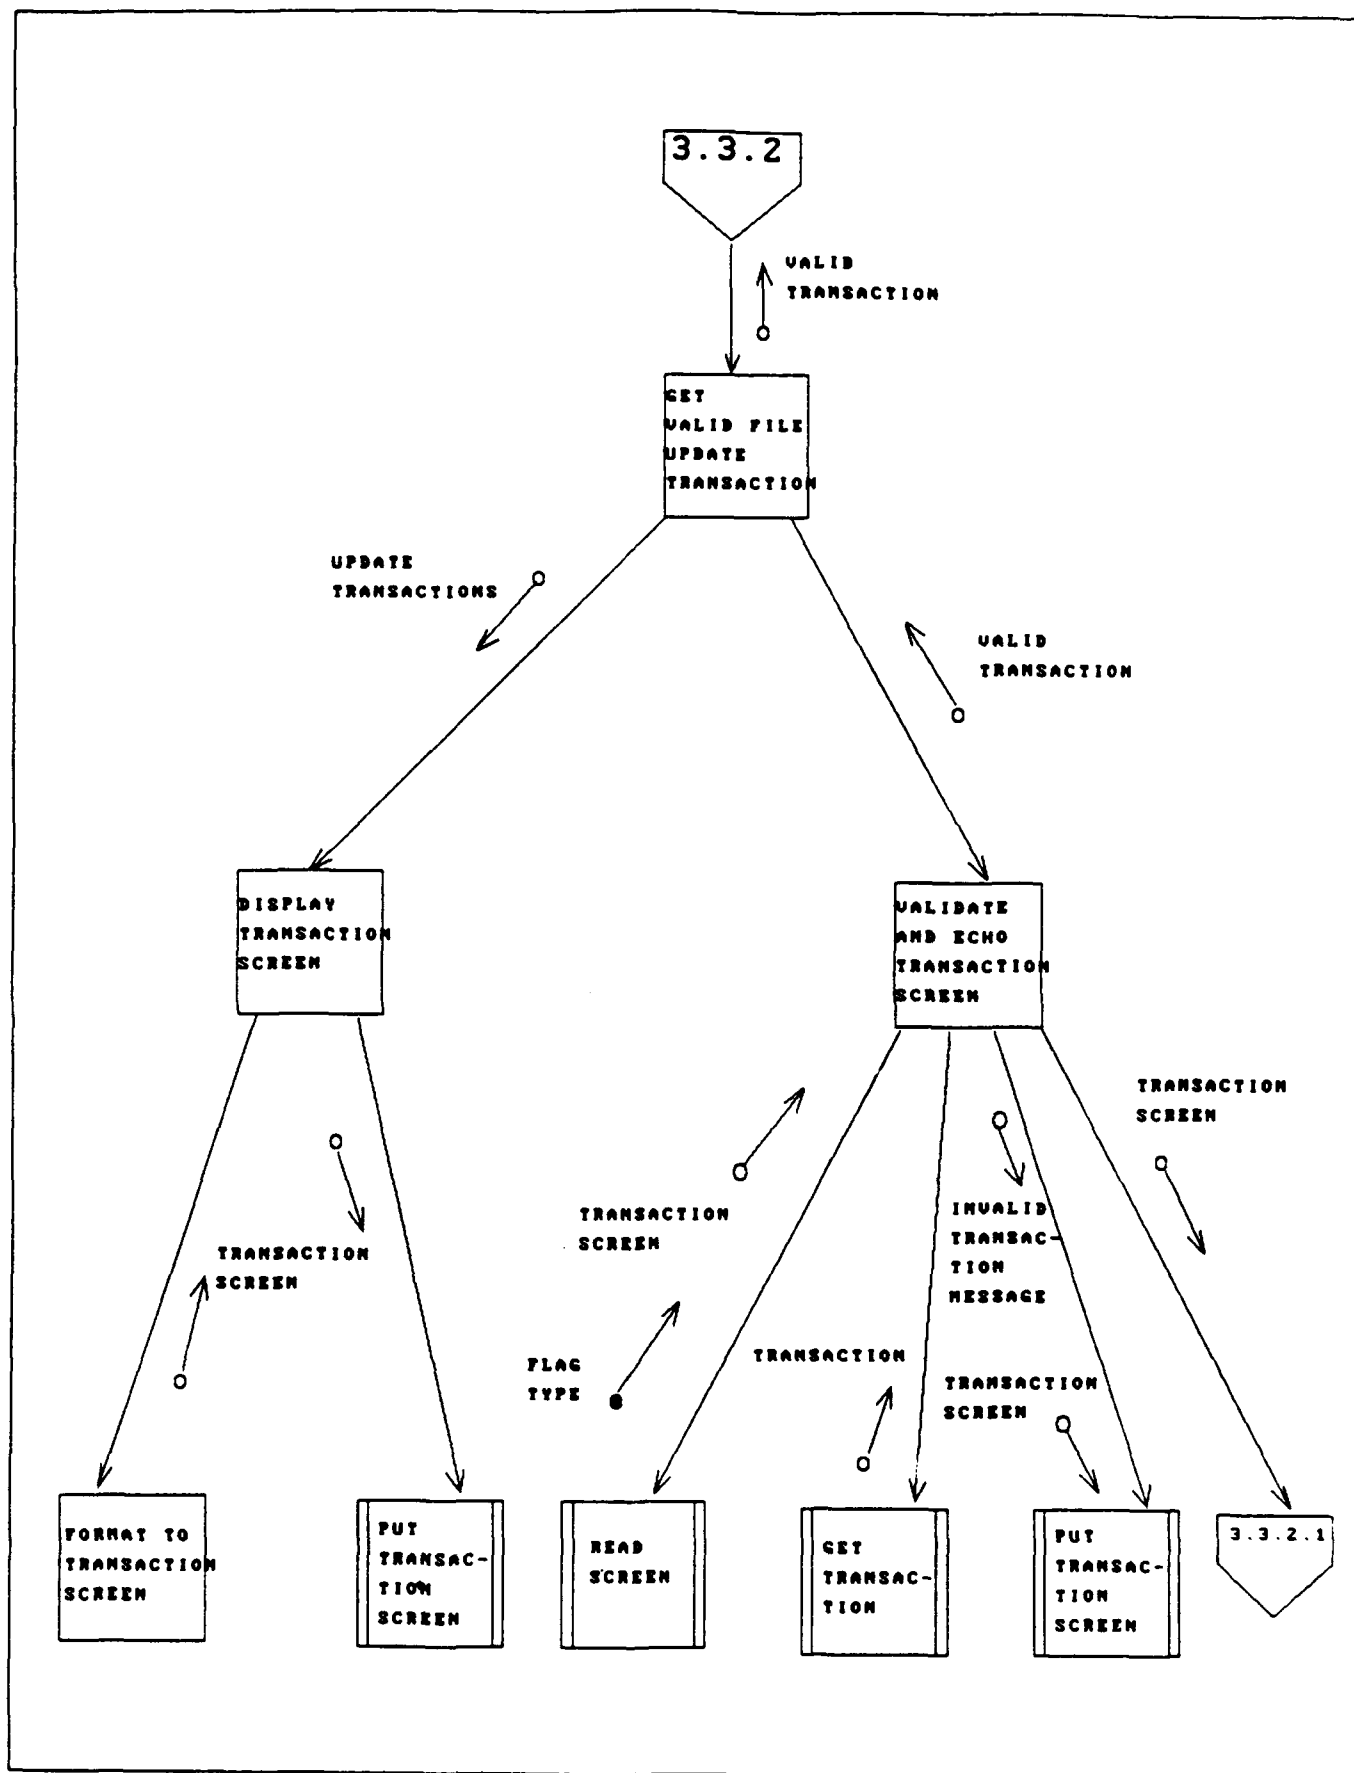 3.3.2
VALID
TRANSACTION
GET
VALID FILE
UPDATE
TRANSACTION
UPDATE
TRANSACTIONS
VALID
TRANSACTION
DISPLAY
TRANSACTION
SCREEN
VALIDATE
AND ECHO
TRANSACTION
SCREEN
TRANSACTION
SCREEN
TRANSACTION
SCREEN
TRANSACTION
SCREEN
INVALID
TRANSAC-
TION
MESSAGE
FLAG
TYPE
TRANSACTION
TRANSACTION
SCREEN
FORMAT TO
TRANSACTION
SCREEN
PUT
TRANSAC-
TION
SCREEN
READ
SCREEN
GET
TRANSAC-
TION
PUT
TRANSAC-
TION
SCREEN
3.3.2.1